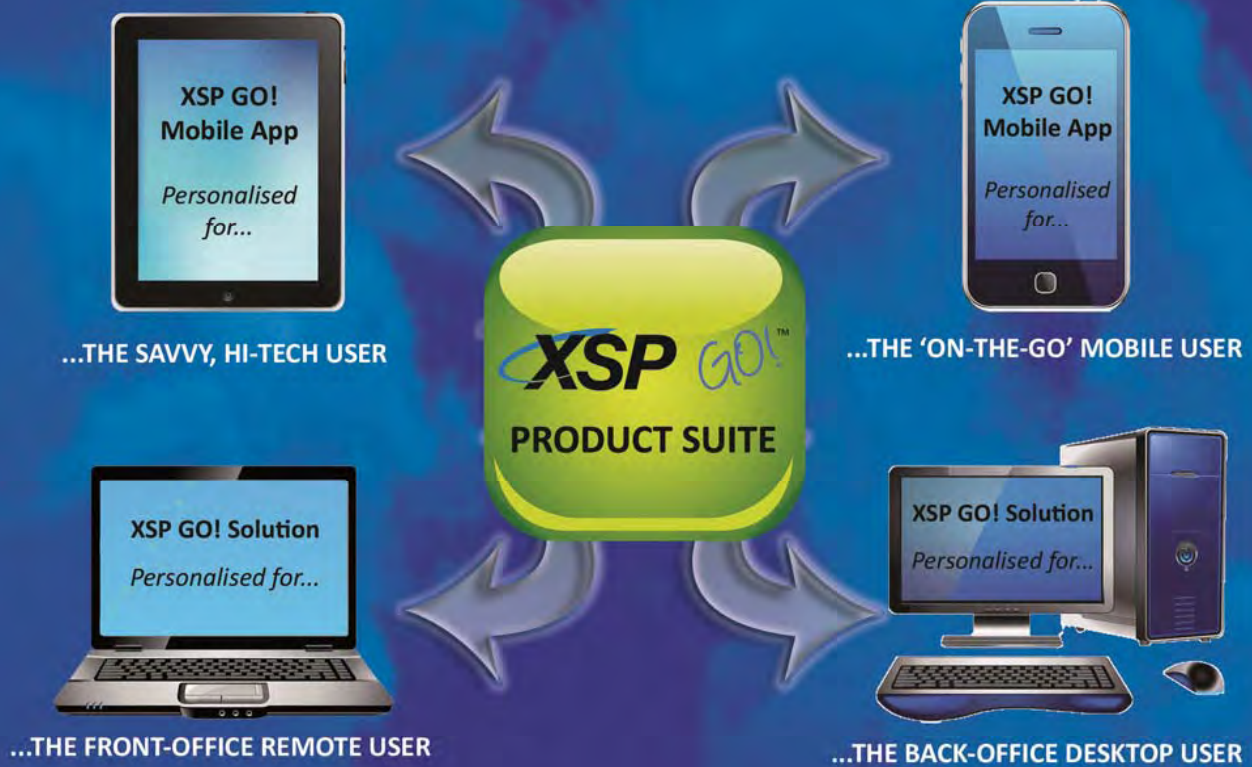 XSP GO!
Mobile App
Personalised
for...
...THE SAVVY, HI-TECH USER
XSP GO!
Mobile App
Personalised
for...
...THE ‘ON-THE-GO’ MOBILE USER
XSP GO!™
PRODUCT SUITE
XSP GO! Solution
Personalised for...
...THE FRONT-OFFICE REMOTE USER
XSP GO! Solution
Personalised for...
...THE BACK-OFFICE DESKTOP USER